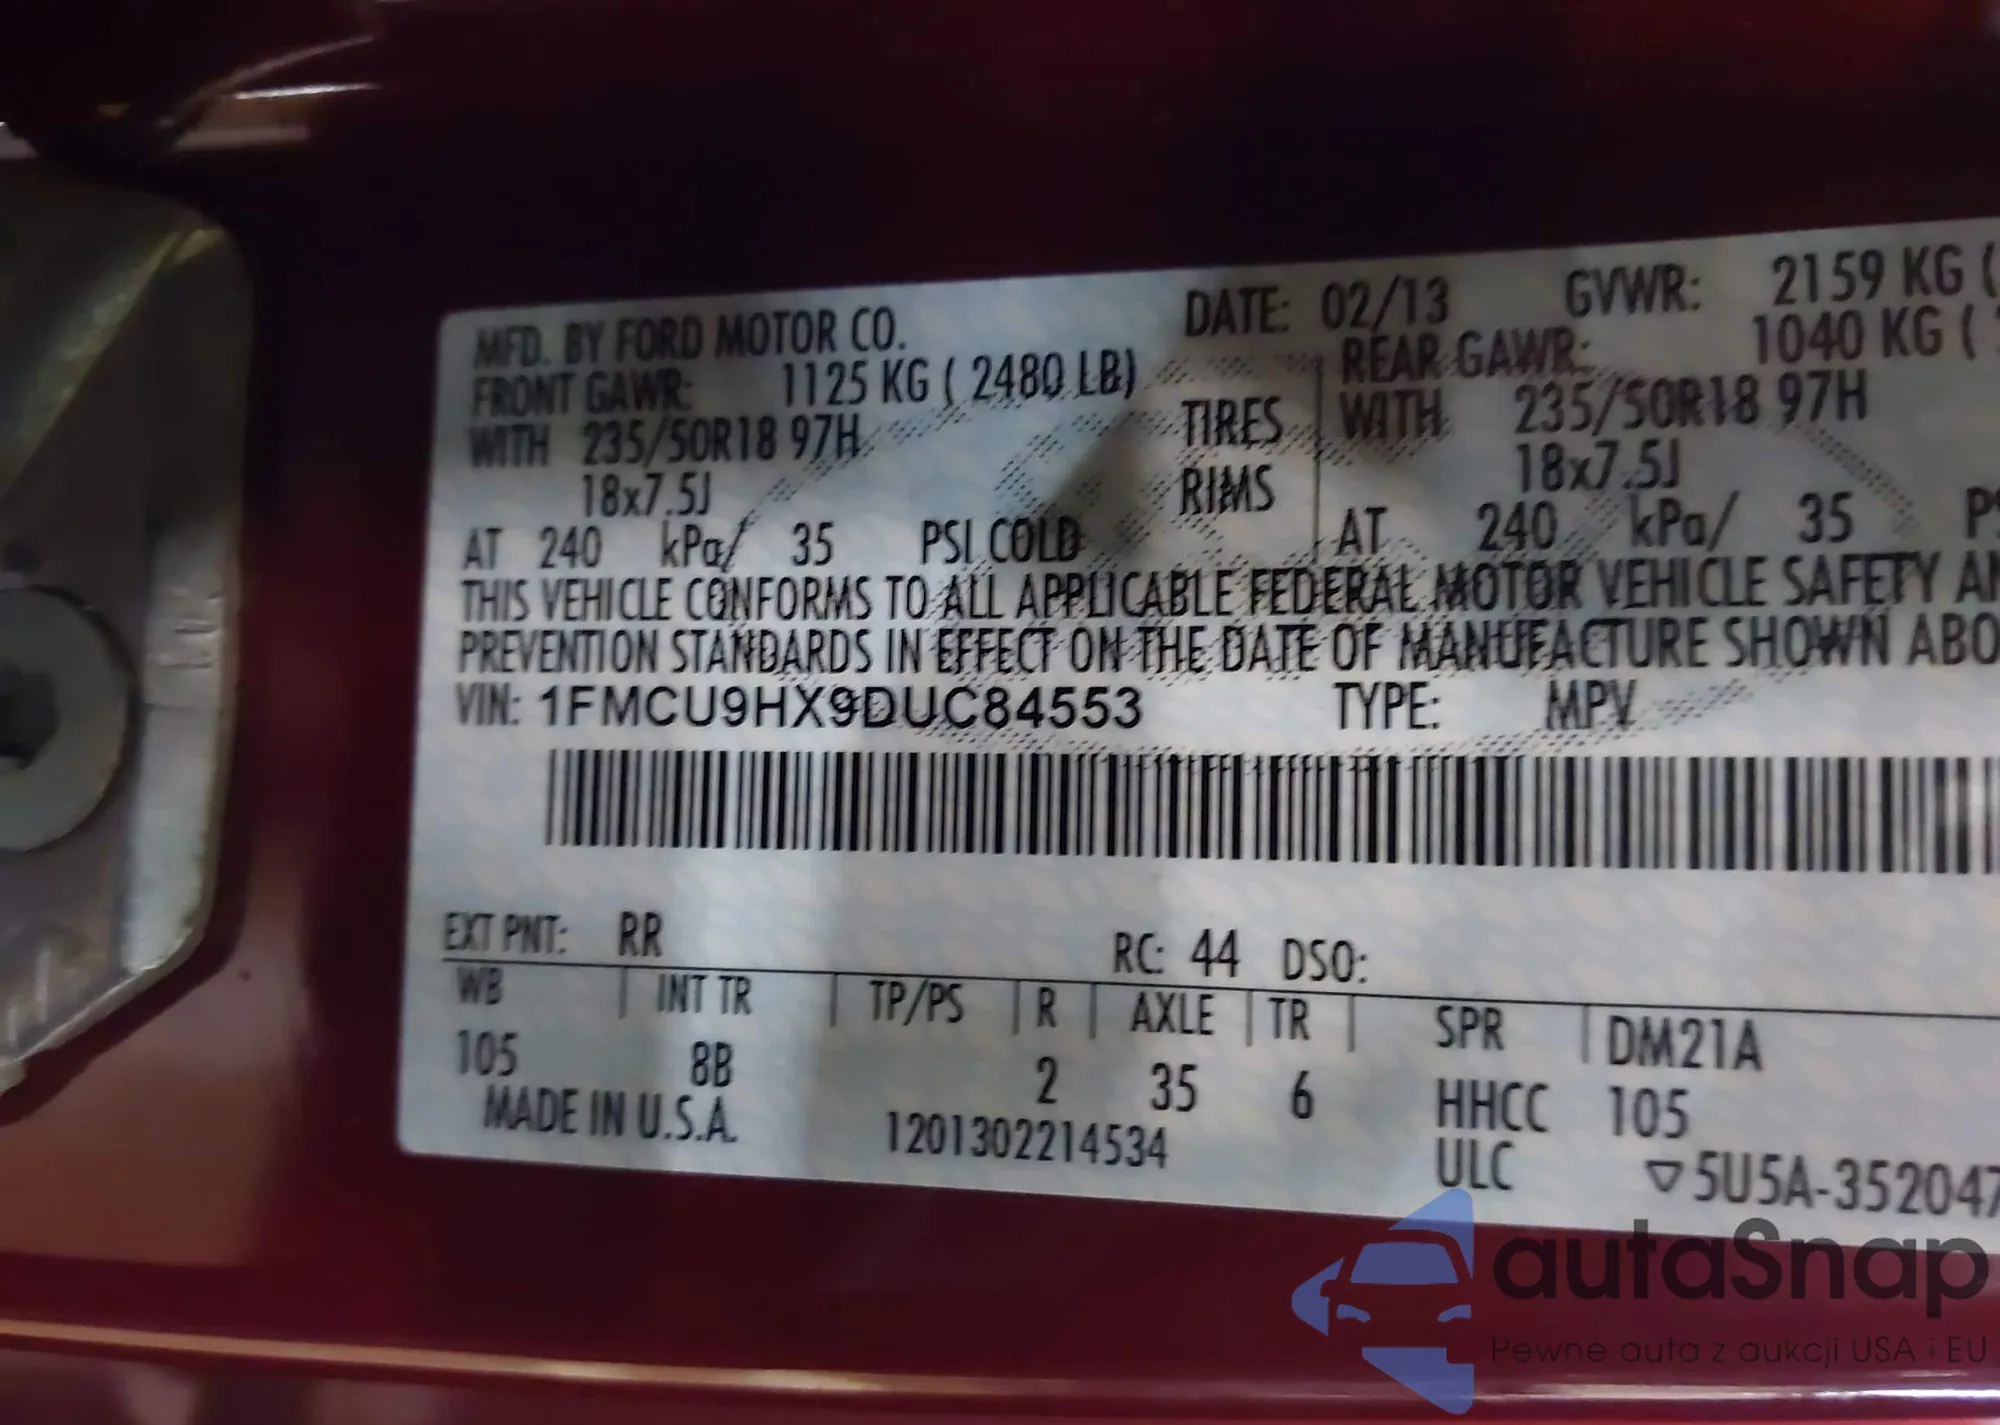 MFD. BY FORD MOTOR CO. DATE: 02/13 GVWR: 2159 KG (
FRONT GAWR: 1125 KG ( 2480 LB) REAR GAWR: 1040 KG (
WITH 235/50R18 97H TIRES WITH 235/50R18 97H
18x7.5J RIMS 18x7.5J
AT 240 kPa/ 35 PSI COLD AT 240 kPa/ 35 PS
THIS VEHICLE CONFORMS TO ALL APPLICABLE FEDERAL MOTOR VEHICLE SAFETY AN
PREVENTION STANDARDS IN EFFECT ON THE DATE OF MANUFACTURE SHOWN ABO
VIN: 1FMCU9HX9DUC84553 TYPE: MPV
EXT PNT: RR RC: 44 DSO:
WB | INT TR | TP/PS | R | AXLE | TR | SPR | DM21A
105 8B 2 35 6 HHCC 105
MADE IN U.S.A. 1201302214534 ULC ▽5U5A-352047
autaSnap
Pewne auta z aukcji USA i EU